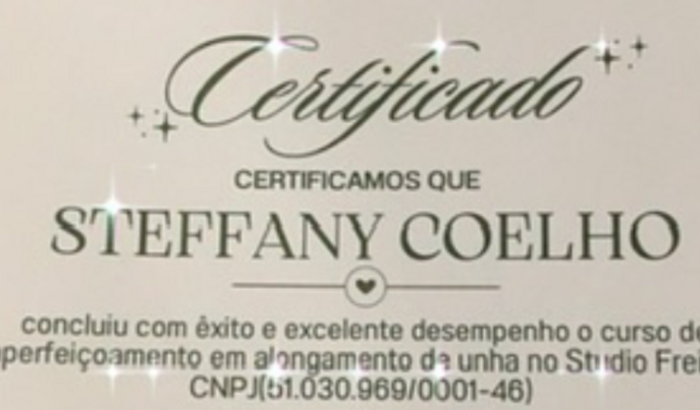 Certificado
CERTIFICAMOS QUE
STEFFANY COELHO
concluiu com êxito e excelente desempenho o curso de
perfeiçoamento em alongamento de unha no Studio Frei
CNPJ(51.030.969/0001-46)